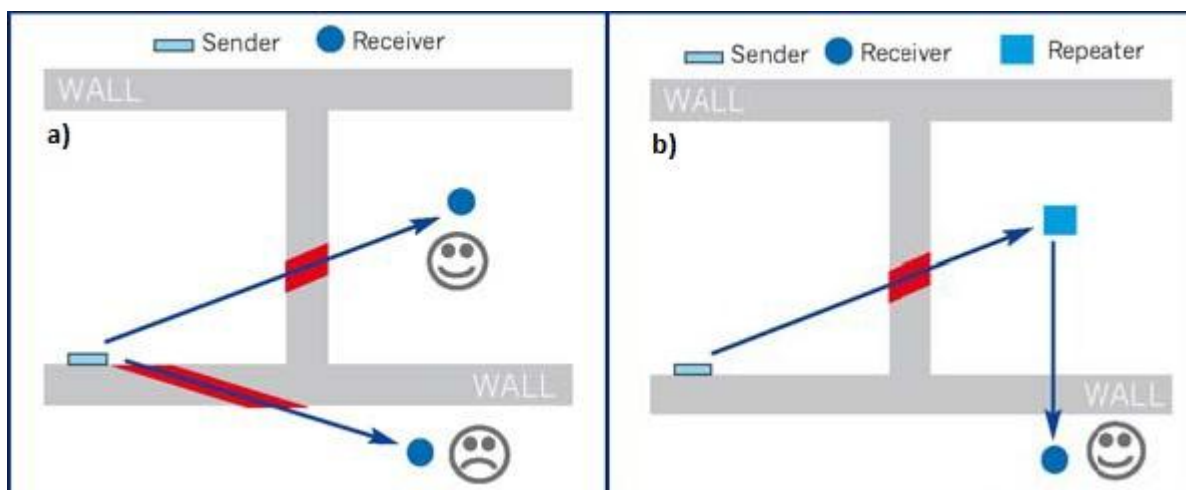 Sender Receiver
WALL
a)
WALL
Sender Receiver Repeater
WALL
b)
WALL